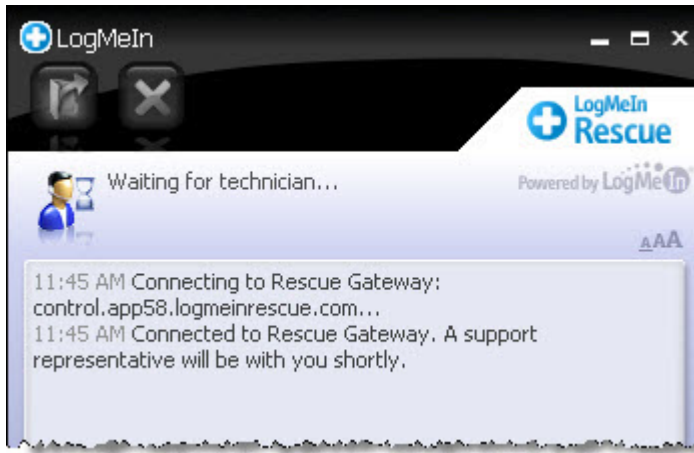 LogMeIn
LogMeIn
Rescue
Waiting for technician...
Powered by LogMeIn
AAA
11:45 AM Connecting to Rescue Gateway:
control.app58.logmeinrescue.com...
11:45 AM Connected to Rescue Gateway. A support
representative will be with you shortly.